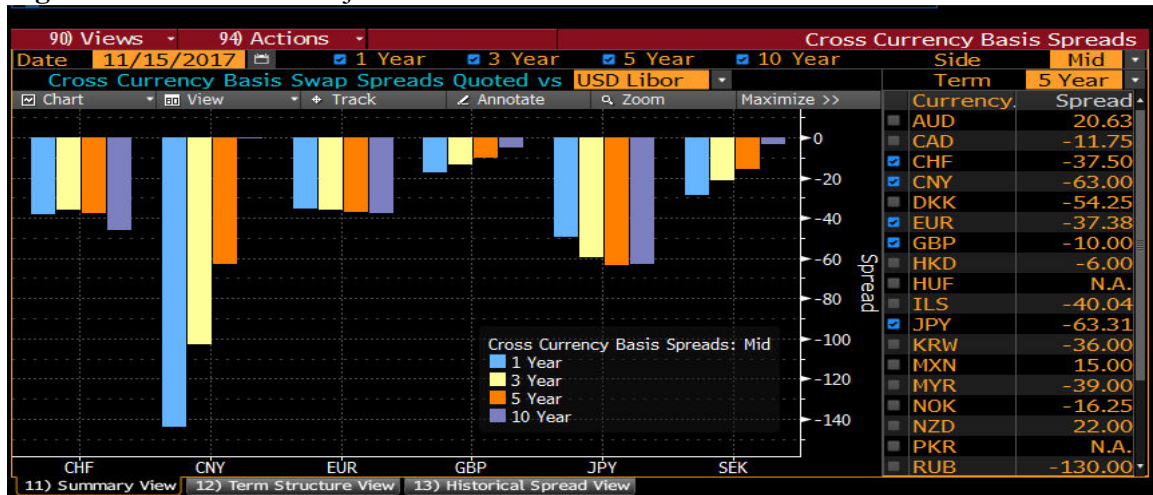 90) Views 94) Actions Cross Currency Basis Spreads
Date 11/15/2017 1 Year 3 Year 5 Year 10 Year Side Mid
Cross Currency Basis Swap Spreads Quoted vs USD Libor Term 5 Year
Chart View Track Annotate Zoom Maximize >>
Currency. Spread
AUD 20.63
CAD -11.75
CHF -37.50
CNY -63.00
DKK -54.25
EUR -37.38
GBP -10.00
HKD -6.00
HUF N.A.
ILS -40.04
JPY -63.31
KRW -36.00
MXN 15.00
MYR -39.00
NOK -16.25
NZD 22.00
PKR N.A.
RUB -130.00
0
-20
-40
-60
-80
-100
-120
-140
Spread
Cross Currency Basis Spreads: Mid
1 Year
3 Year
5 Year
10 Year
CHF CNY EUR GBP JPY SEK
11) Summary View 12) Term Structure View 13) Historical Spread View